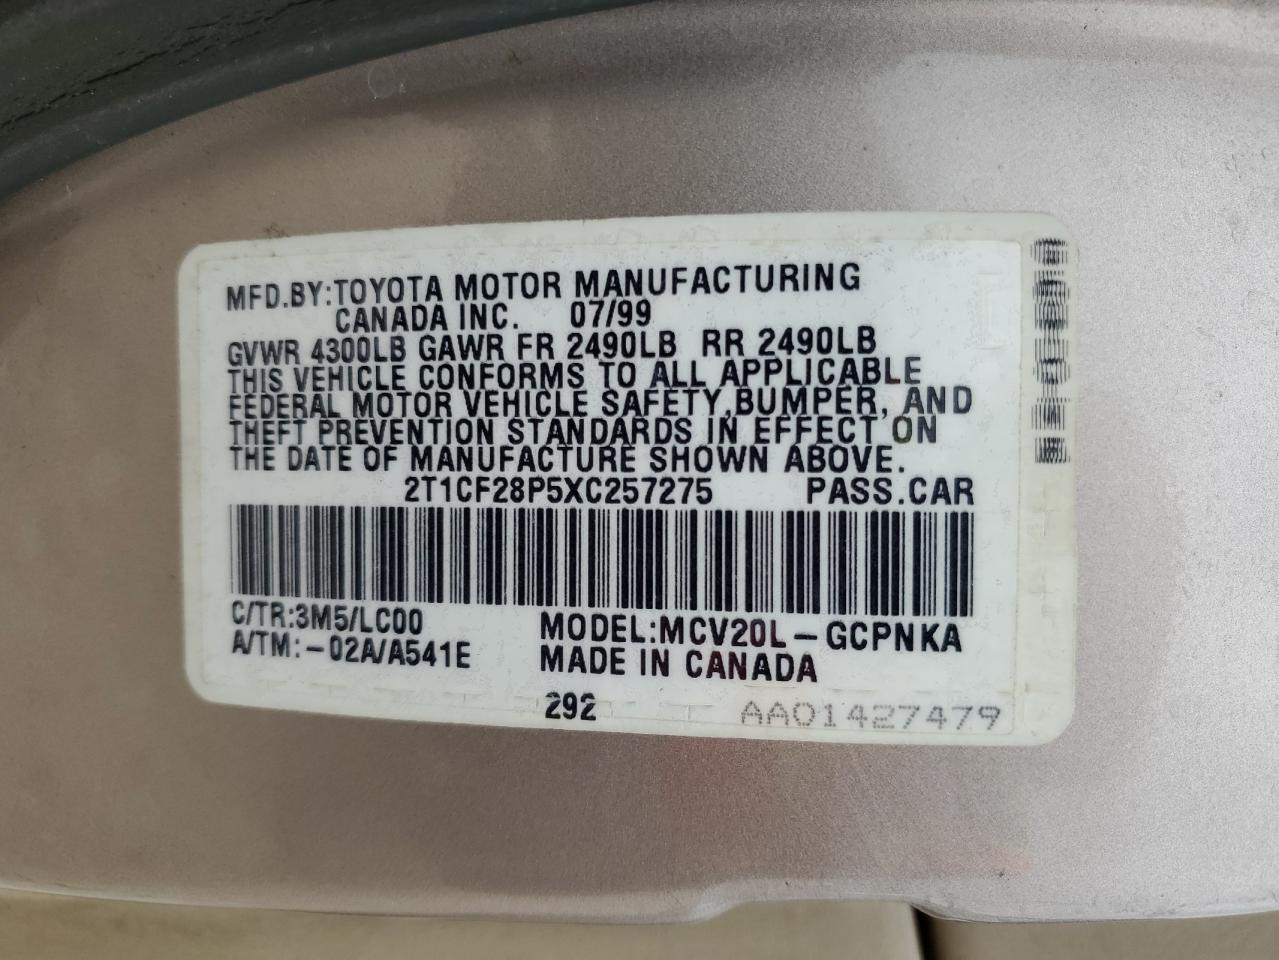 MFD.BY:TOYOTA MOTOR MANUFACTURING
CANADA INC. 07/99
GVWR 4300LB GAWR FR 2490LB RR 2490LB
THIS VEHICLE CONFORMS TO ALL APPLICABLE
FEDERAL MOTOR VEHICLE SAFETY,BUMPER, AND
THEFT PREVENTION STANDARDS IN EFFECT ON
THE DATE OF MANUFACTURE SHOWN ABOVE.
2T1CF28P5XC257275 PASS.CAR
C/TR:3M5/LC00
A/TM:-02A/A541E
MODEL:MCV20L-GCPNKA
MADE IN CANADA
292
AA01427479